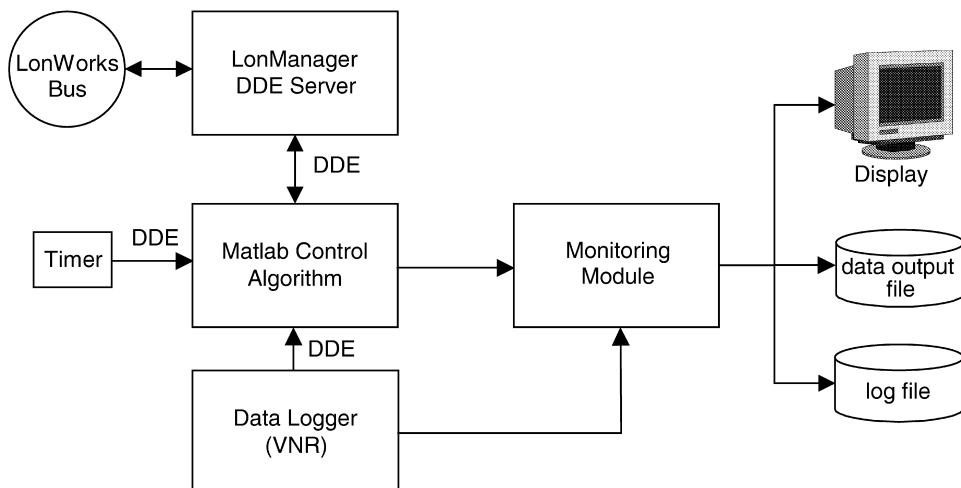 LonWorks
Bus
LonManager
DDE Server
DDE
Display
Timer
DDE
Matlab Control
Algorithm
Monitoring
Module
data output
file
DDE
Data Logger
(VNR)
log file